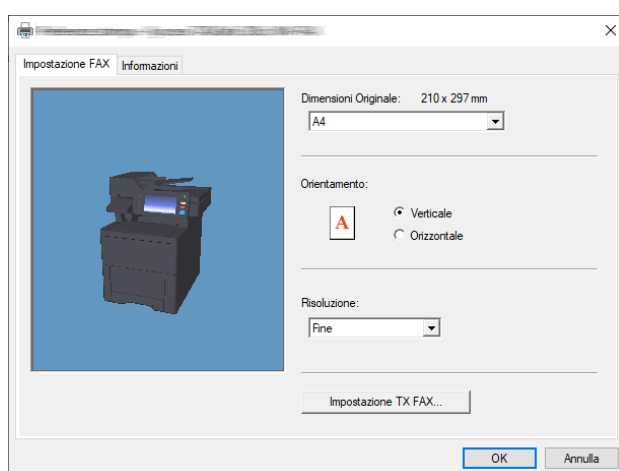 Impostazione FAX
Informazioni
Dimensioni Originale: 210 x 297 mm
A4
Orientamento:
A
Verticale
Orizzontale
Risoluzione:
Fine
Impostazione TX FAX...
OK
Annulla